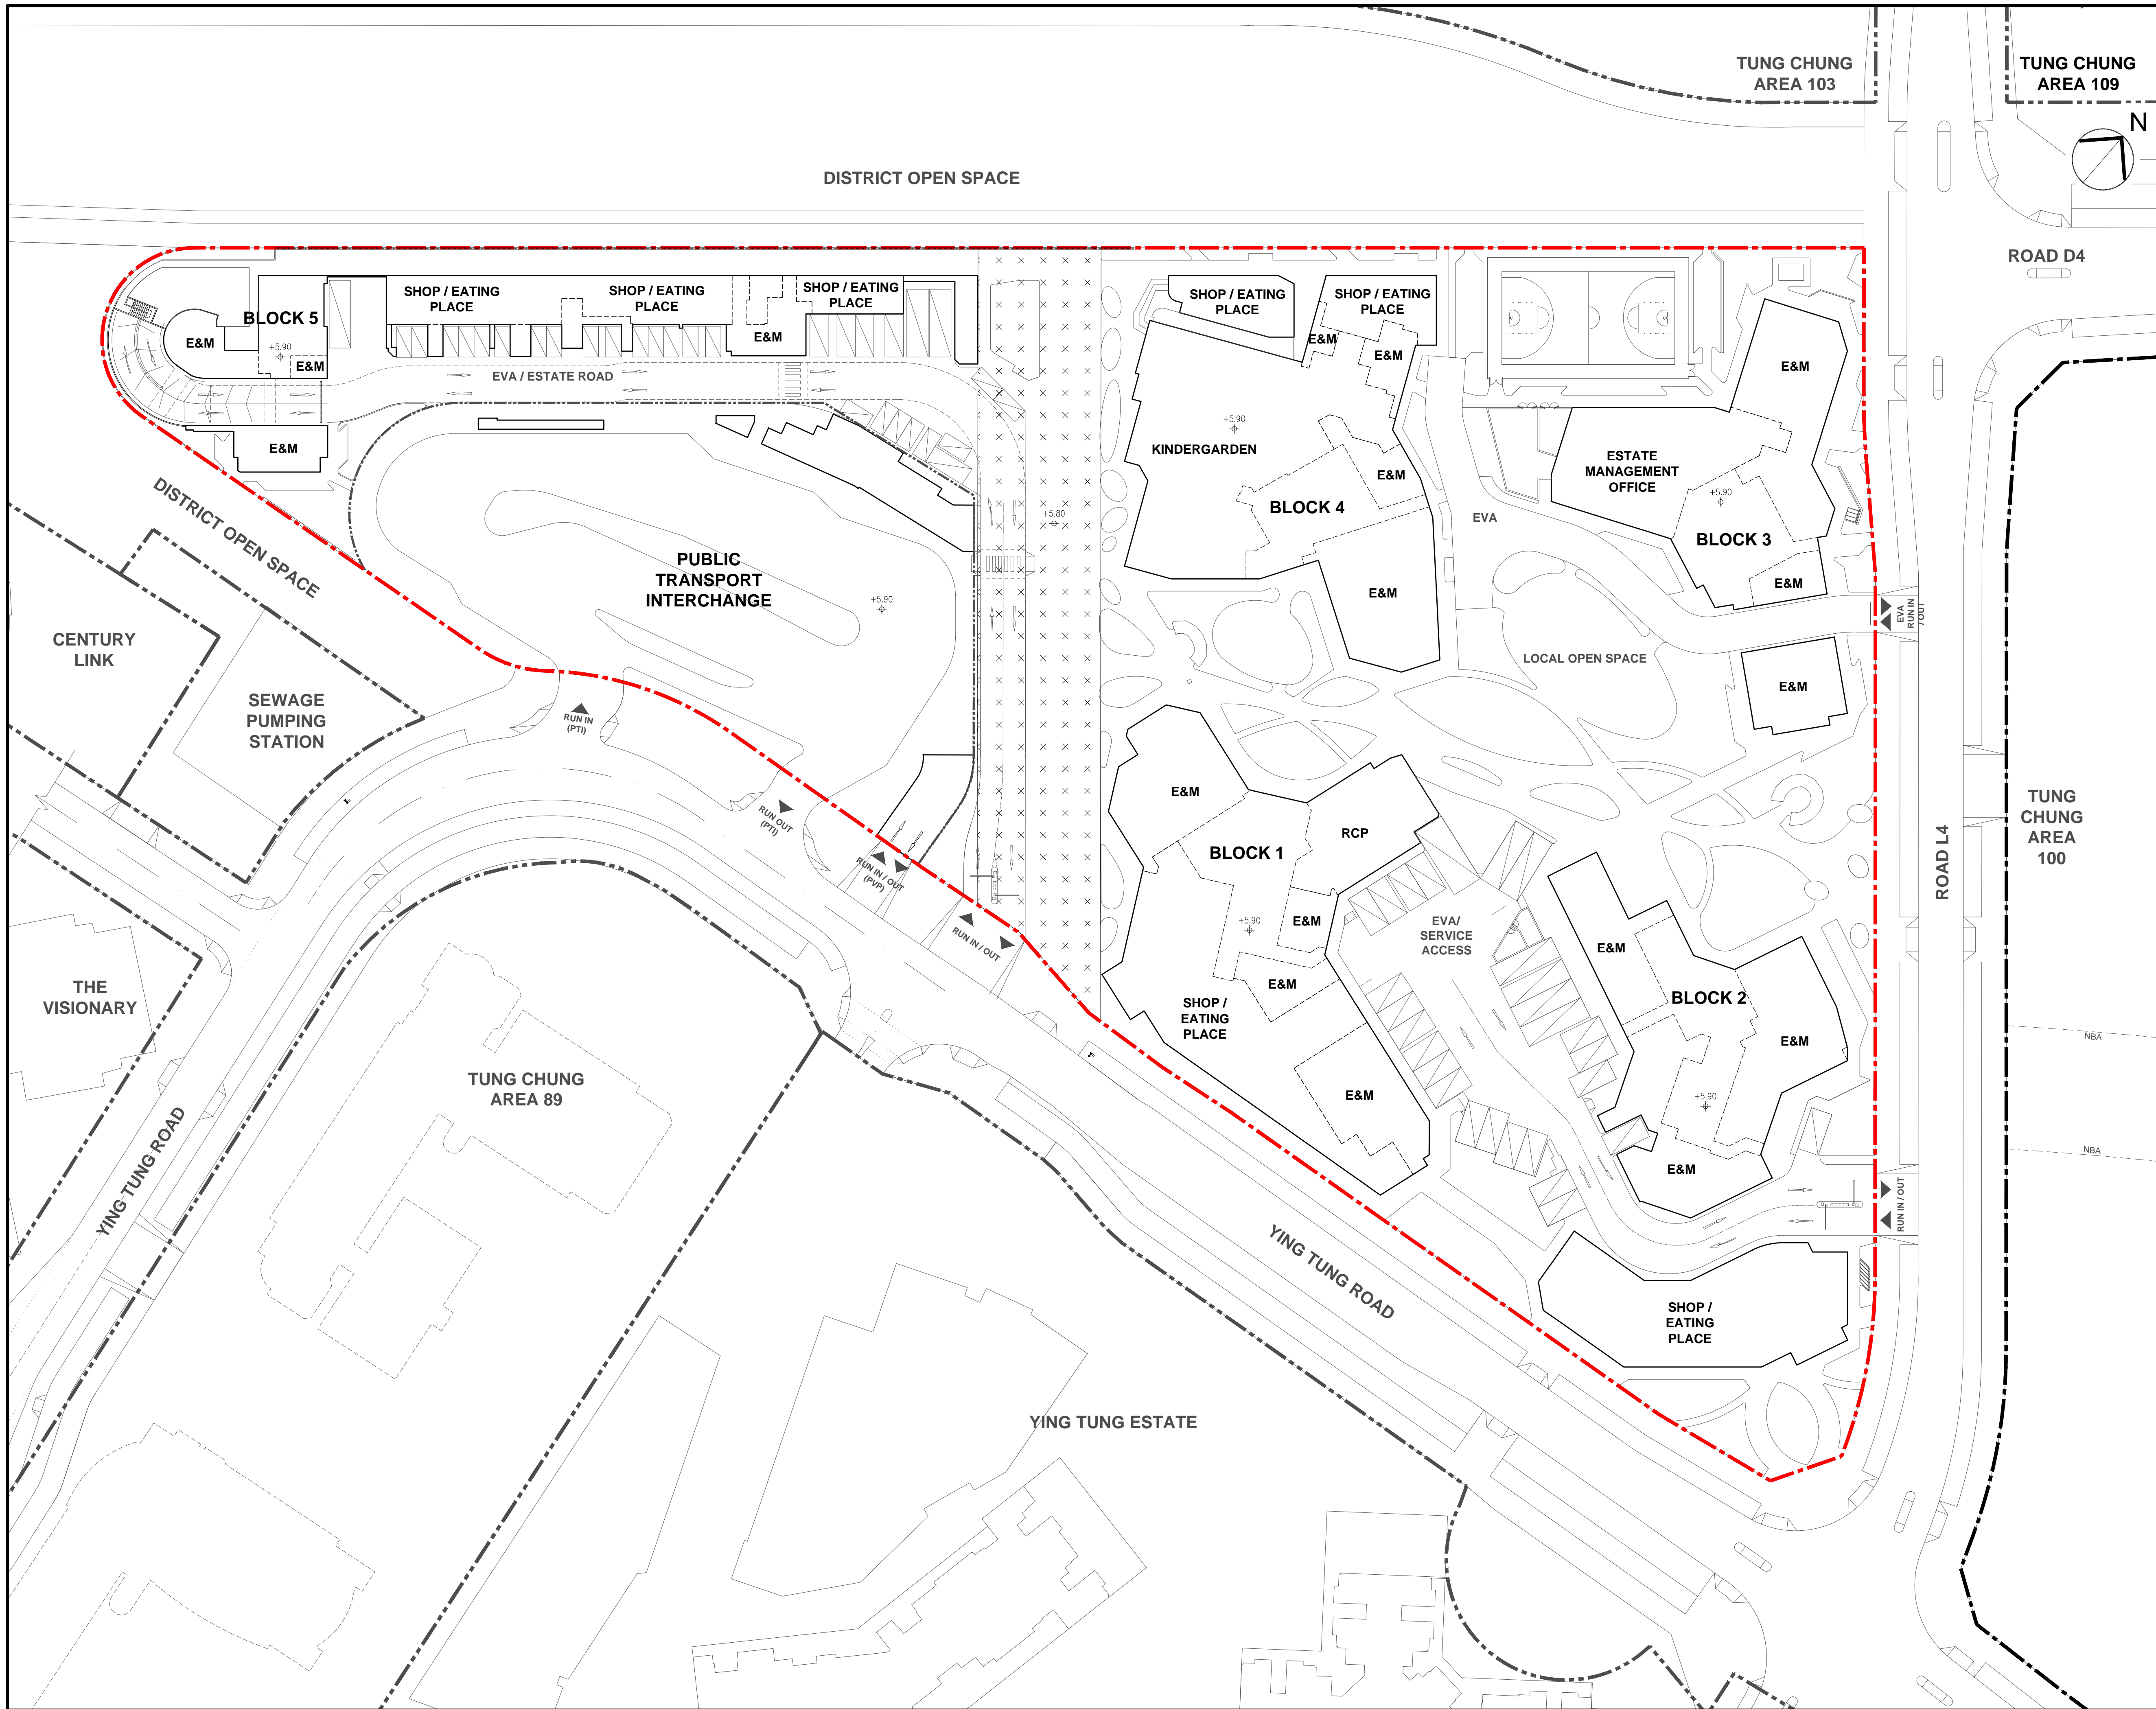 TUNG CHUNG
AREA 103
TUNG CHUNG
AREA 109
N
DISTRICT OPEN SPACE
ROAD D4
SHOP / EATING
PLACE
SHOP / EATING
PLACE
SHOP / EATING
PLACE
SHOP / EATING
PLACE
SHOP / EATING
PLACE
BLOCK 5
E&M
+5.90
E&M
E&M
E&M
E&M
E&M
EVA / ESTATE ROAD
E&M
+5.90
KINDERGARDEN
E&M
BLOCK 4
ESTATE
MANAGEMENT
OFFICE
+5.90
BLOCK 3
E&M
EVA
+5.80
E&M
DISTRICT OPEN SPACE
PUBLIC
TRANSPORT
INTERCHANGE
+5.90
EVA
RUN IN
/ OUT
CENTURY
LINK
SEWAGE
PUMPING
STATION
RUN IN
(PTI)
LOCAL OPEN SPACE
E&M
E&M
RUN OUT
(PTI)
RCP
BLOCK 1
RUN IN / OUT
(PVP)
TUNG
CHUNG
AREA
100
ROAD L4
+5.90
E&M
EVA/
SERVICE
ACCESS
RUN IN / OUT
E&M
E&M
THE
VISIONARY
SHOP /
EATING
PLACE
BLOCK 2
E&M
NBA
TUNG CHUNG
AREA 89
E&M
+5.90
NBA
YING TUNG ROAD
E&M
RUN IN / OUT
YING TUNG ROAD
SHOP /
EATING
PLACE
YING TUNG ESTATE